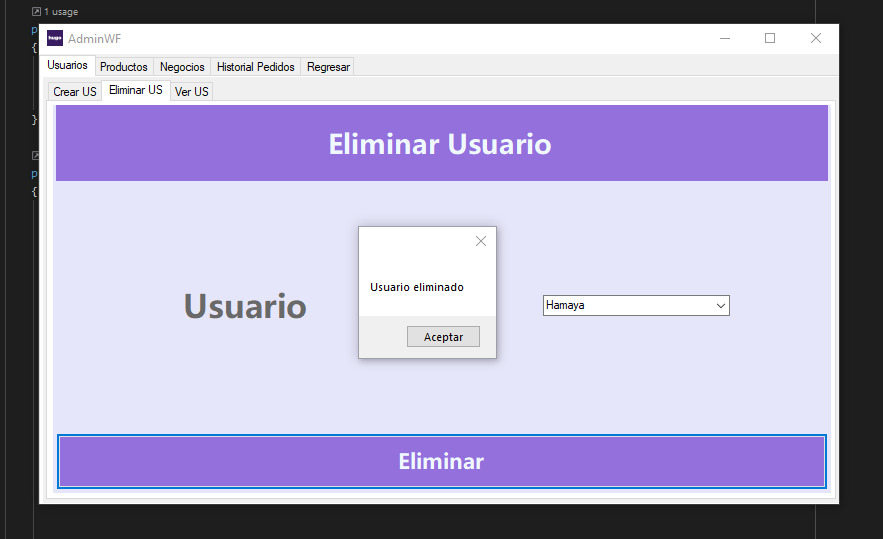 1 usage
p
{
hugo
AdminWF
Usuarios Productos Negocios Historial Pedidos Regresar
Crear US Eliminar US Ver US
}
Eliminar Usuario
p
{
Usuario eliminado
Usuario
Hamaya
Aceptar
Eliminar